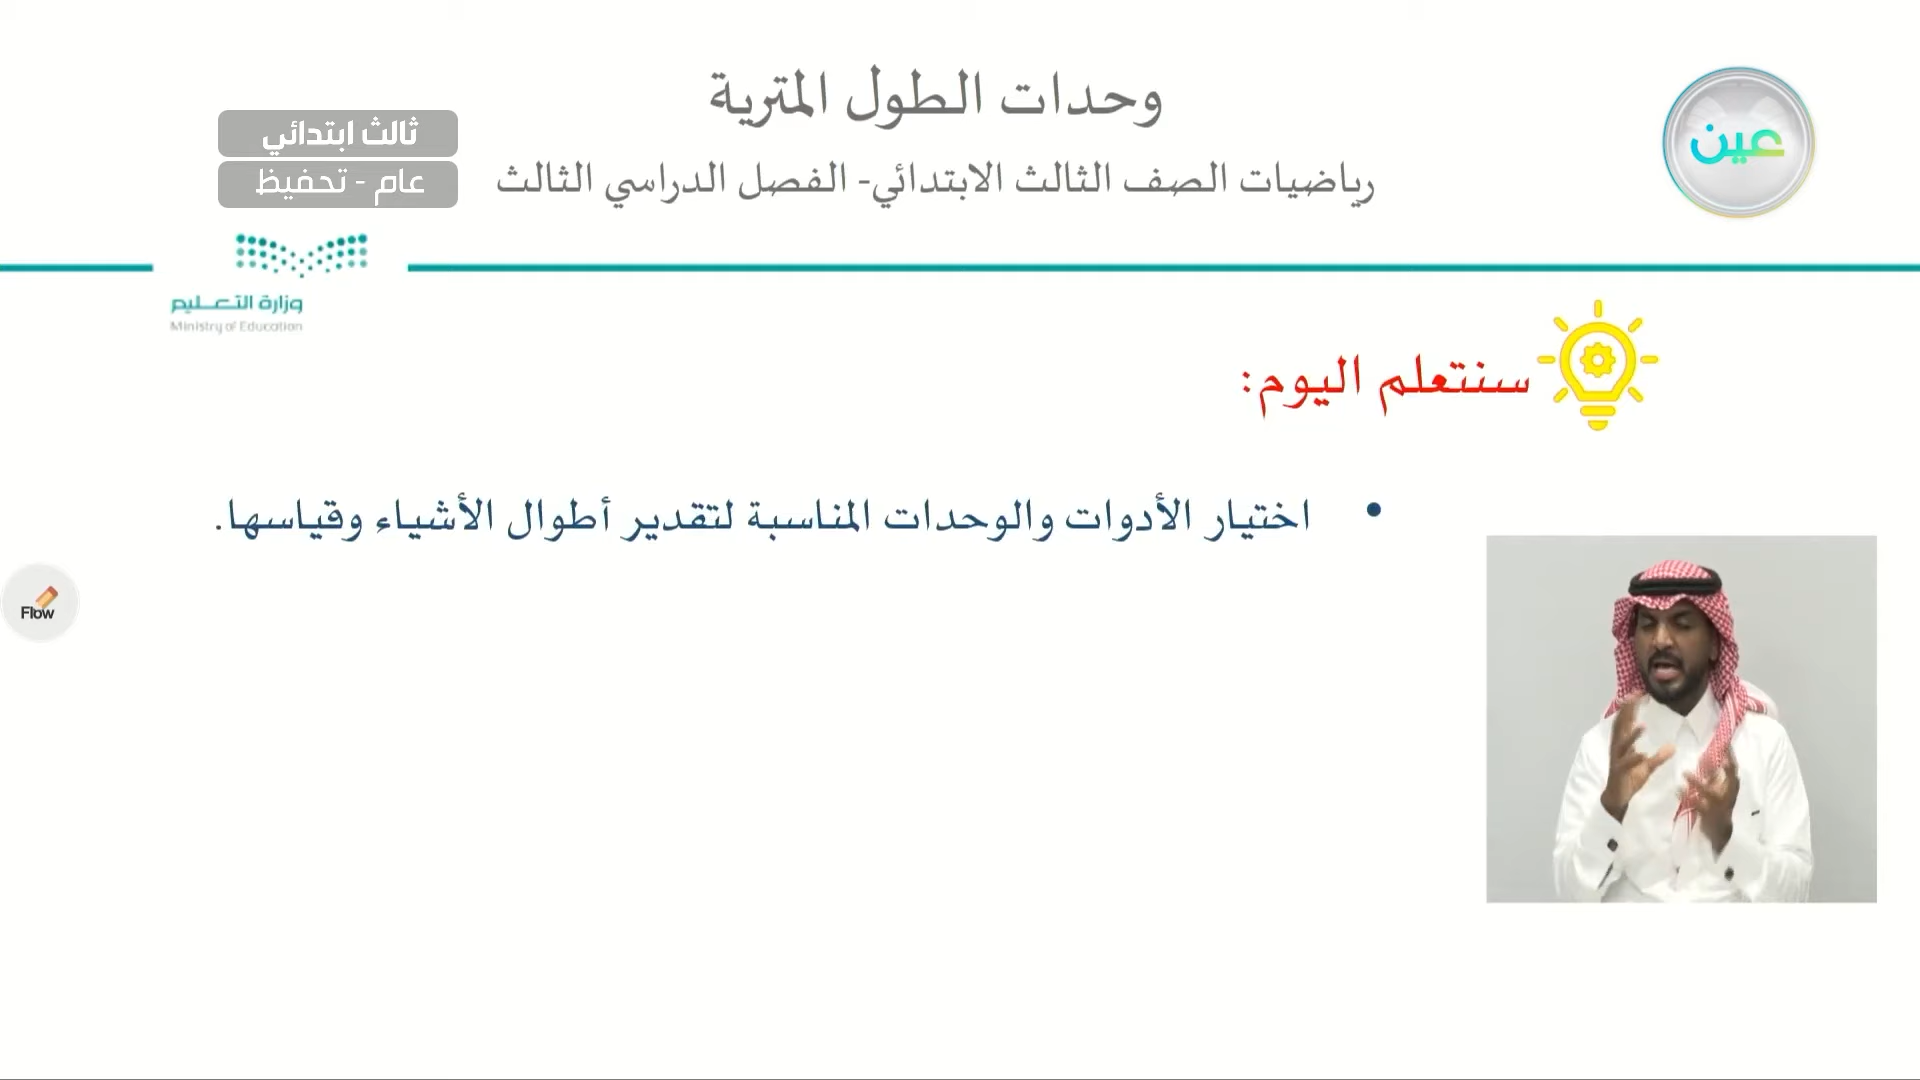 وحدات الطول المترية
عين
ثالث ابتدائي
رياضيات الصف الثالث الابتدائي- الفصل الدراسي الثالث
عام - تحفيظ
وزارة التعليم
Ministry of Education
سنتعلم اليوم:
• اختيار الأدوات والوحدات المناسبة لتقدير أطوال الأشياء وقياسها.
Flow